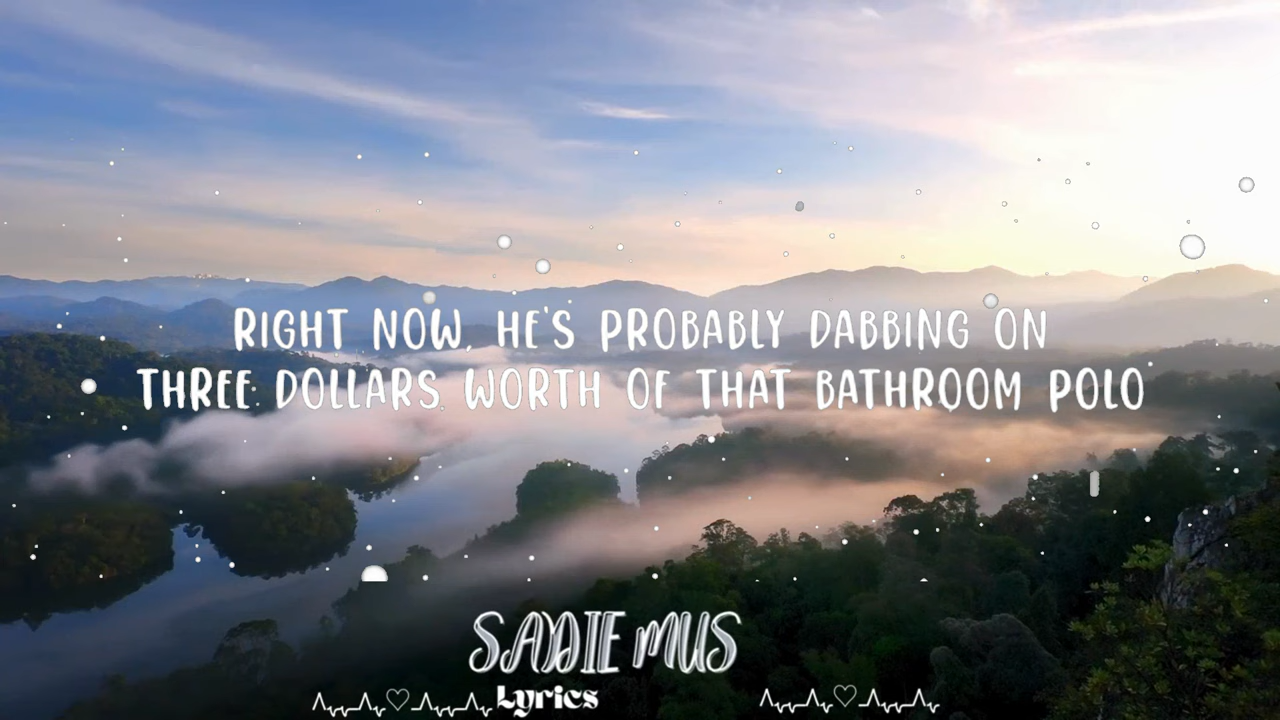 RIGHT NOW, HE'S PROBABLY DABBING ON
THREE DOLLARS WORTH OF THAT BATHROOM POLO
SADIE MUS
Lyrics